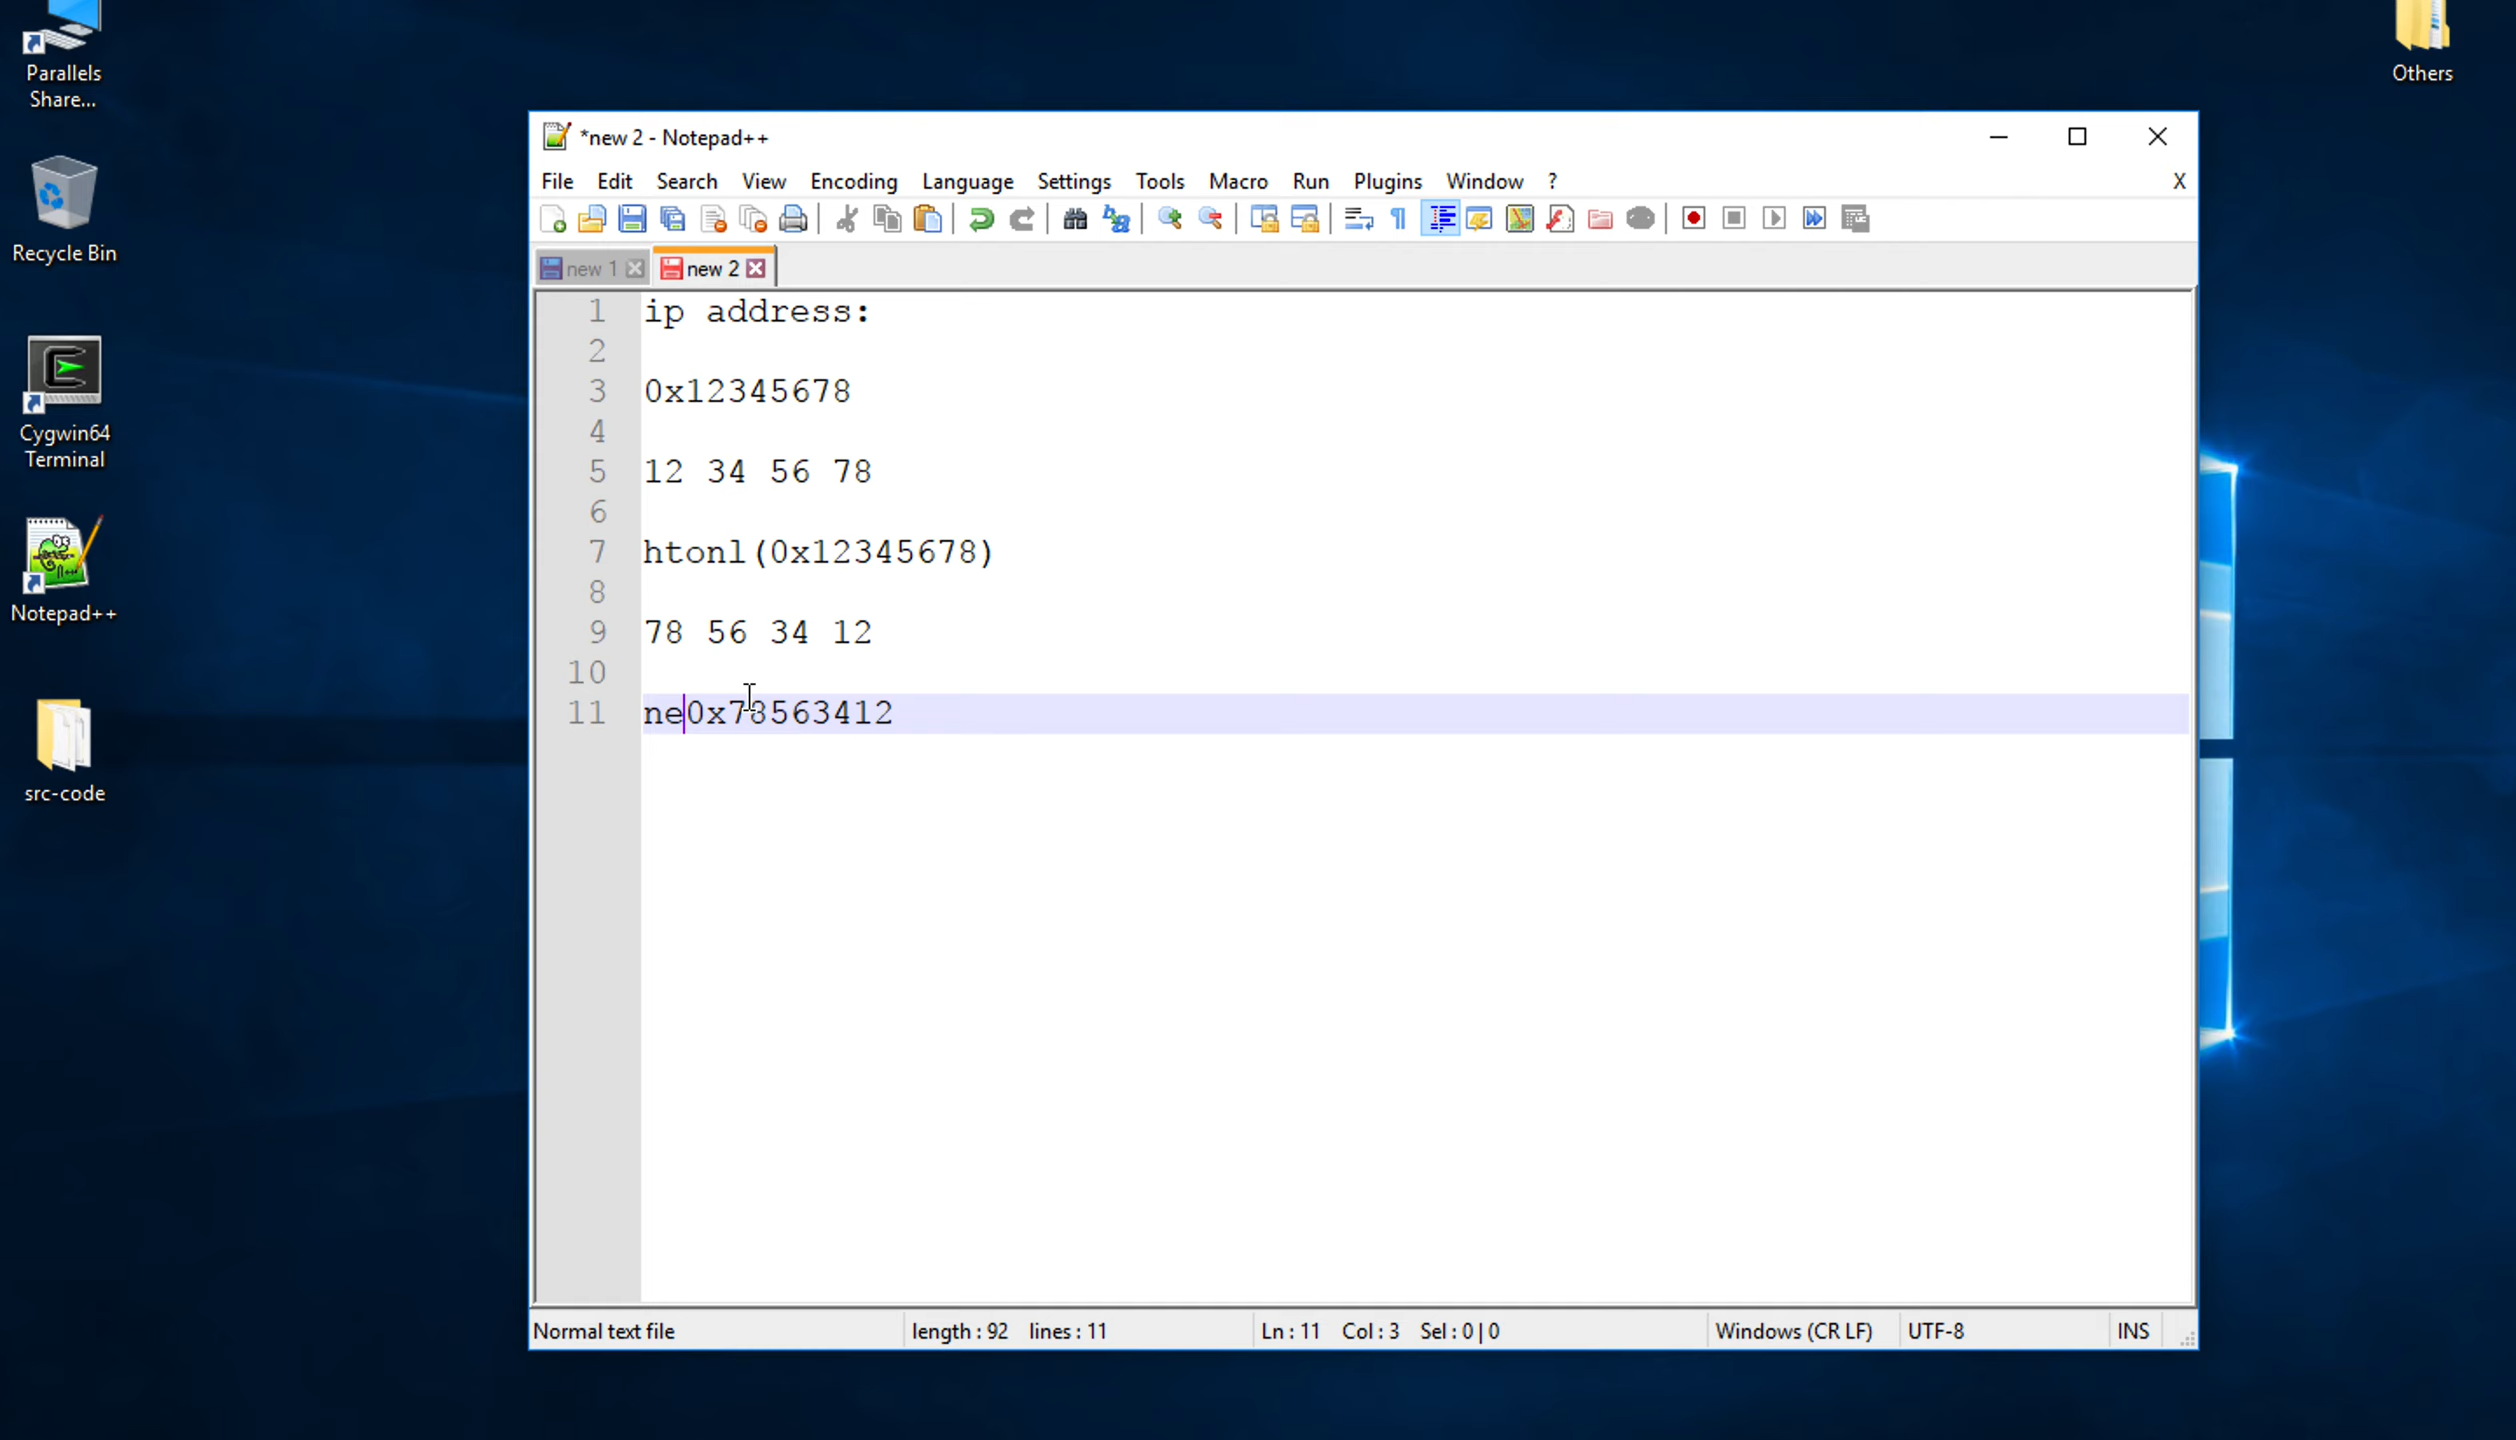 Parallels
Share...
Recycle Bin
Cygwin64
Terminal
Notepad++
src-code
Others
*new 2 - Notepad++
File Edit Search View Encoding Language Settings Tools Macro Run Plugins Window ? X
new 1 new 2
1 ip address:
2
3 0x12345678
4
5 12 34 56 78
6
7 htonl(0x12345678)
8
9 78 56 34 12
10
11 ne0x78563412
Normal text file length : 92 lines : 11 Ln : 11 Col : 3 Sel : 0 | 0 Windows (CR LF) UTF-8 INS